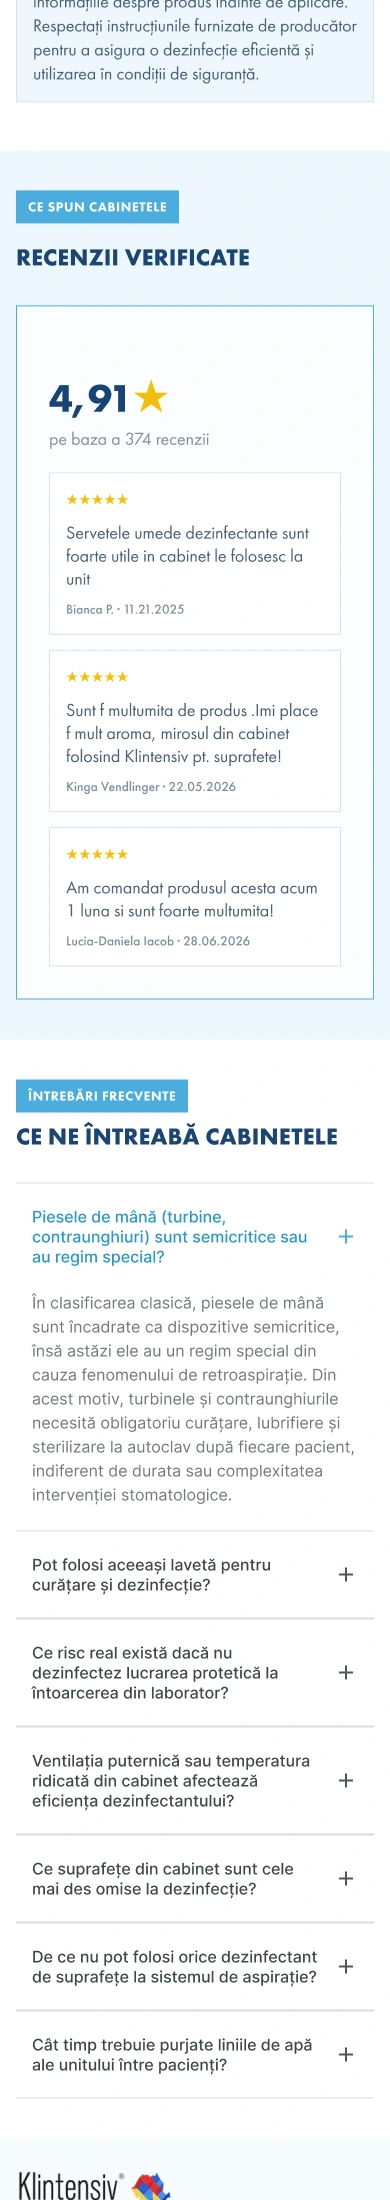 informațiile despre produs înainte de aplicare.
Respectați instrucțiunile furnizate de producător
pentru a asigura o dezinfecție eficientă și
utilizarea în condiții de siguranță.
CE SPUN CABINETELE
RECENZII VERIFICATE
4,91★
pe baza a 374 recenzii
★★★★★
Servetele umede dezinfectante sunt
foarte utile in cabinet le folosesc la
unit
Bianca P. · 11.21.2025
★★★★★
Sunt f multumita de produs .Imi place
f mult aroma, mirosul din cabinet
folosind Klintensiv pt. suprafete!
Kinga Vendlinger · 22.05.2026
★★★★★
Am comandat produsul acesta acum
1 luna si sunt foarte multumita!
Lucia-Daniela Iacob · 28.06.2026
ÎNTREBĂRI FRECVENTE
CE NE ÎNTREABĂ CABINETELE
Piesele de mână (turbine,
contraunghiuri) sunt semicritice sau
au regim special?
În clasificarea clasică, piesele de mână
sunt încadrate ca dispozitive semicritice,
însă astăzi ele au un regim special din
cauza fenomenului de retroaspirație. Din
acest motiv, turbinele și contraunghiurile
necesită obligatoriu curățare, lubrifiere și
sterilizare la autoclav după fiecare pacient,
indiferent de durata sau complexitatea
intervenției stomatologice.
Pot folosi aceeași lavetă pentru
curățare și dezinfecție?
Ce risc real există dacă nu
dezinfectez lucrarea protetică la
întoarcerea din laborator?
Ventilația puternică sau temperatura
ridicată din cabinet afectează
eficiența dezinfectantului?
Ce suprafețe din cabinet sunt cele
mai des omise la dezinfecție?
De ce nu pot folosi orice dezinfectant
de suprafețe la sistemul de aspirație?
Cât timp trebuie purjate liniile de apă
ale unitului între pacienți?
Klintensiv®